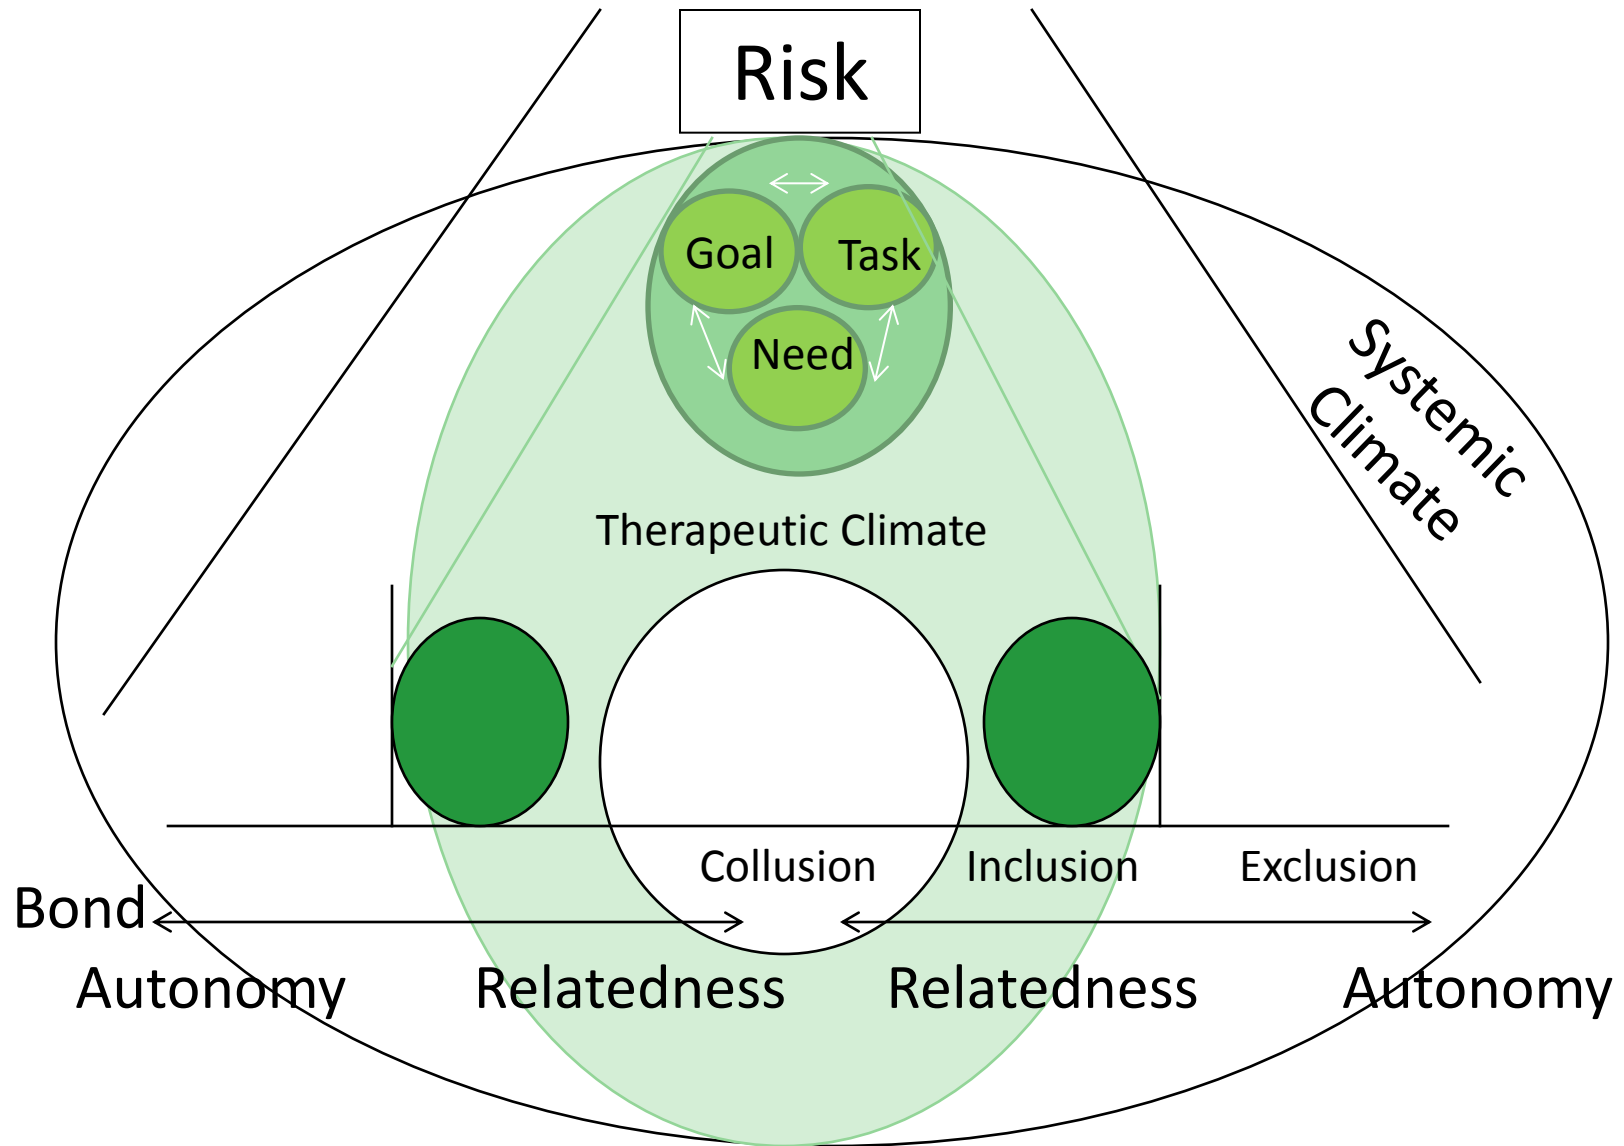 Risk
Goal
Task
Need
Systemic
Climate
Therapeutic Climate
Collusion
Inclusion
Exclusion
Bond
Autonomy
Relatedness
Relatedness
Autonomy